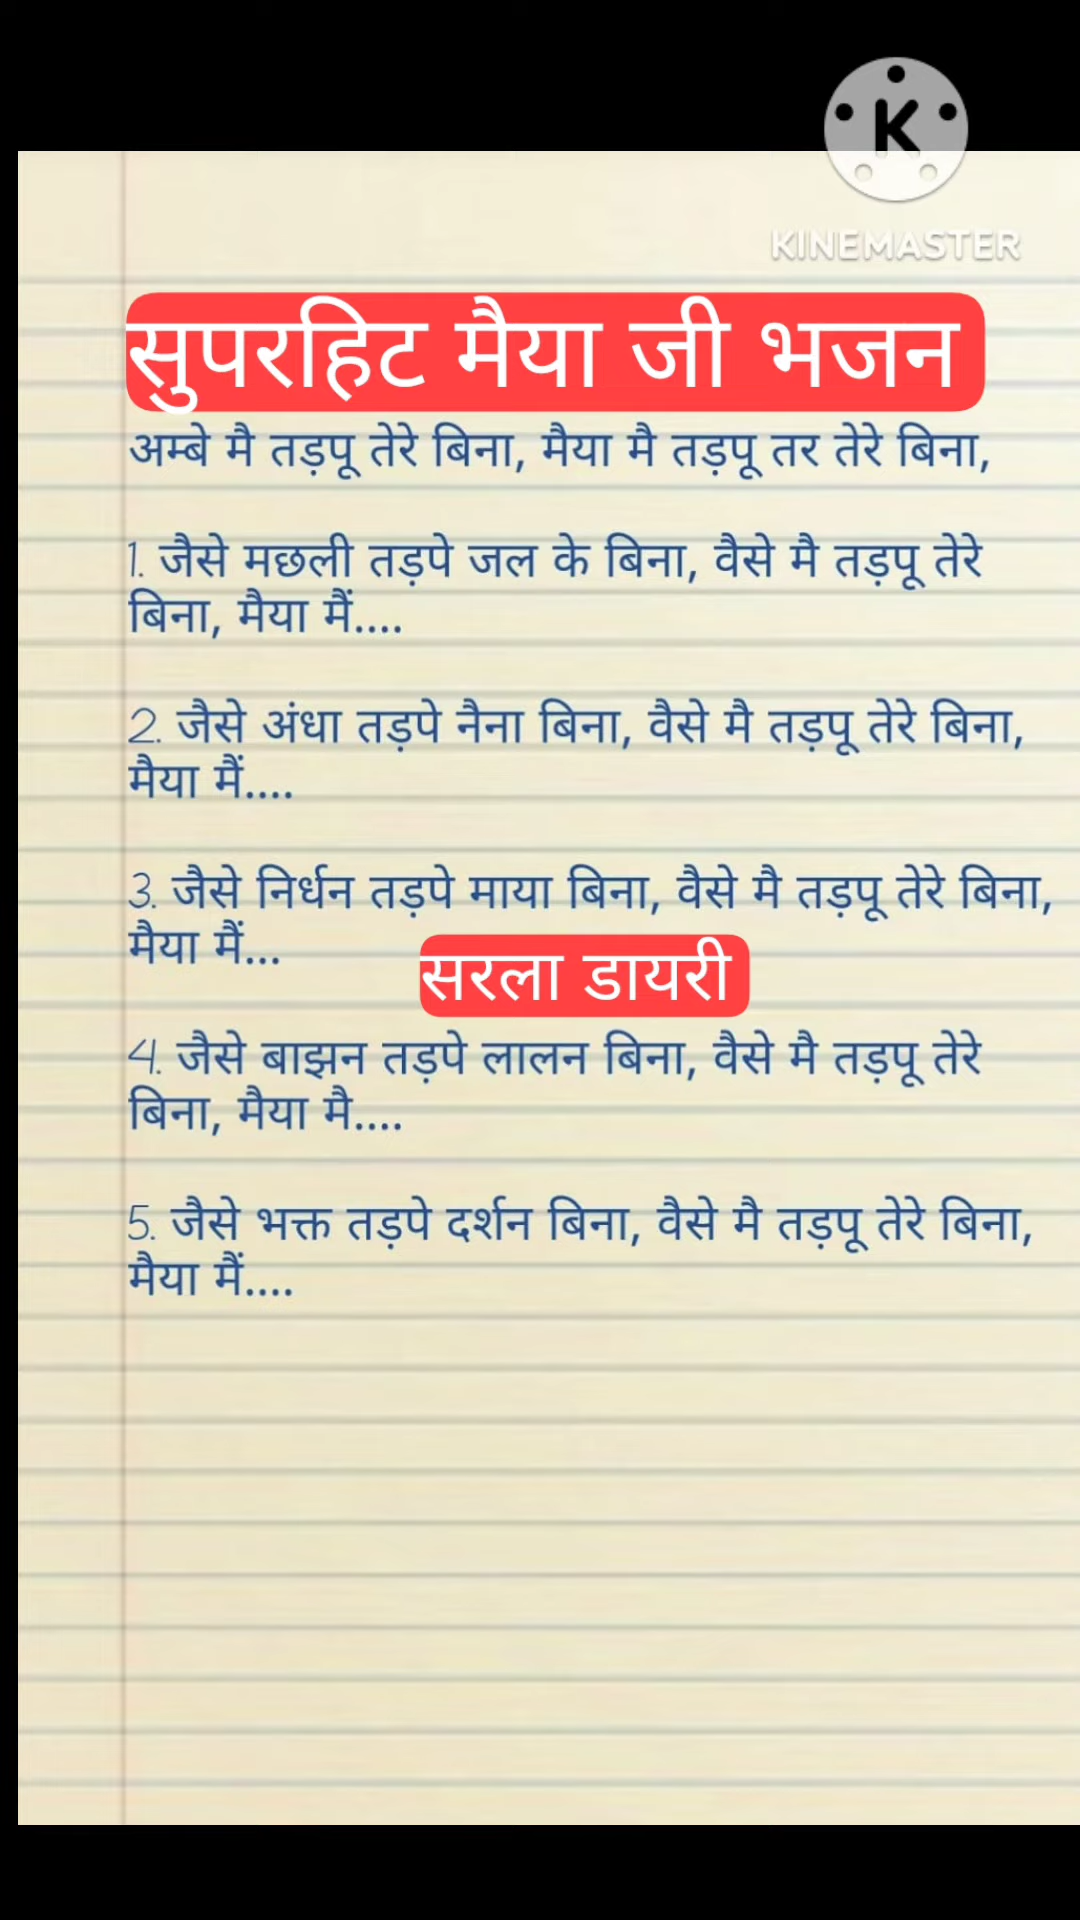 K
KINEMASTER
सुपरहिट मैया जी भजन
अम्बे मै तड़पू तेरे बिना, मैया मै तड़पू तर तेरे बिना,
1. जैसे मछली तड़पे जल के बिना, वैसे मै तड़पू तेरे
बिना, मैया मैं....
2. जैसे अंधा तड़पे नैना बिना, वैसे मै तड़पू तेरे बिना,
मैया मैं....
3. जैसे निर्धन तड़पे माया बिना, वैसे मै तड़पू तेरे बिना,
मैया मैं...
सरला डायरी
4. जैसे बाझन तड़पे लालन बिना, वैसे मै तड़पू तेरे
बिना, मैया मै....
5. जैसे भक्त तड़पे दर्शन बिना, वैसे मै तड़पू तेरे बिना,
मैया मैं....